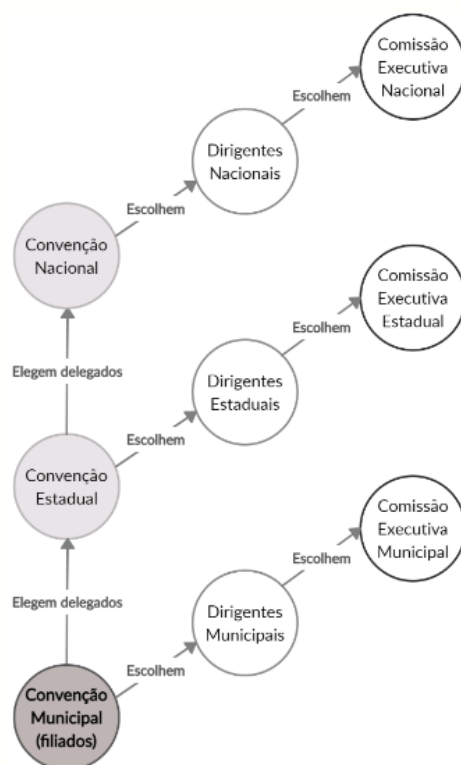 Comissão
Executiva
Nacional
Escolhem
Dirigentes
Nacionais
Escolhem
Convenção
Nacional
Comissão
Executiva
Estadual
Escolhem
Elegem delegados
Dirigentes
Estaduais
Escolhem
Convenção
Estadual
Comissão
Executiva
Municipal
Escolhem
Elegem delegados
Dirigentes
Municipais
Escolhem
Convenção
Municipal
(filiados)